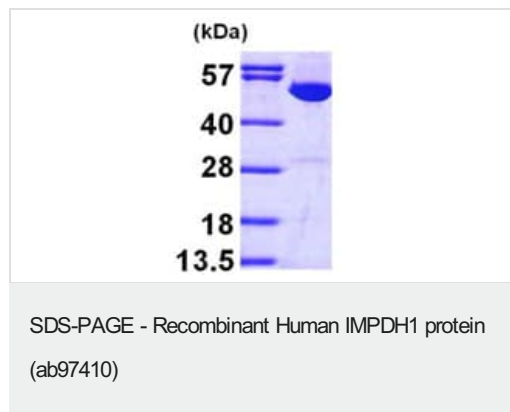 (kDa)
57
40
28
18
13.5
SDS-PAGE - Recombinant Human IMPDH1 protein
(ab97410)